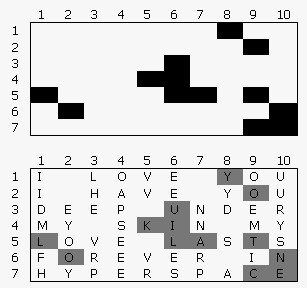 1 2 3 4 5 6 7 8 9 10
1
2
3
4
5
6
7
1 2 3 4 5 6 7 8 9 10
1 I L O V E Y O U
2 I H A V E Y O U
3 D E E P U N D E R
4 M Y S K I N M Y
5 L O V E L A S T S
6 F O R E V E R I N
7 H Y P E R S P A C E